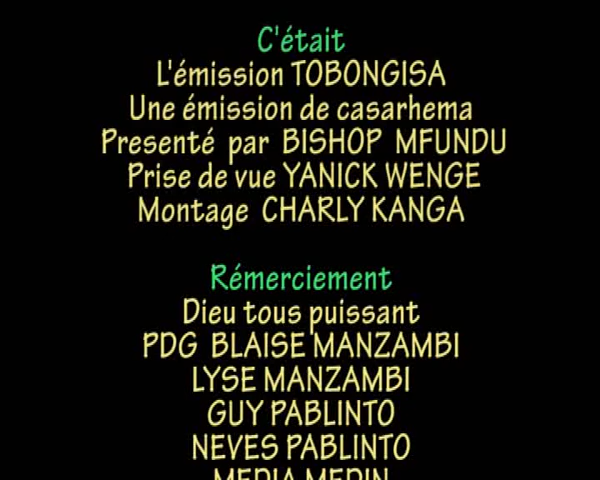 C'était
L'émission TOBONGISA
Une émission de casarhema
Presenté par BISHOP MFUNDU
Prise de vue YANICK WENGE
Montage CHARLY KANGA
Rémerciement
Dieu tous puissant
PDG BLAISE MANZAMBI
LYSE MANZAMBI
GUY PABLINTO
NEVES PABLINTO